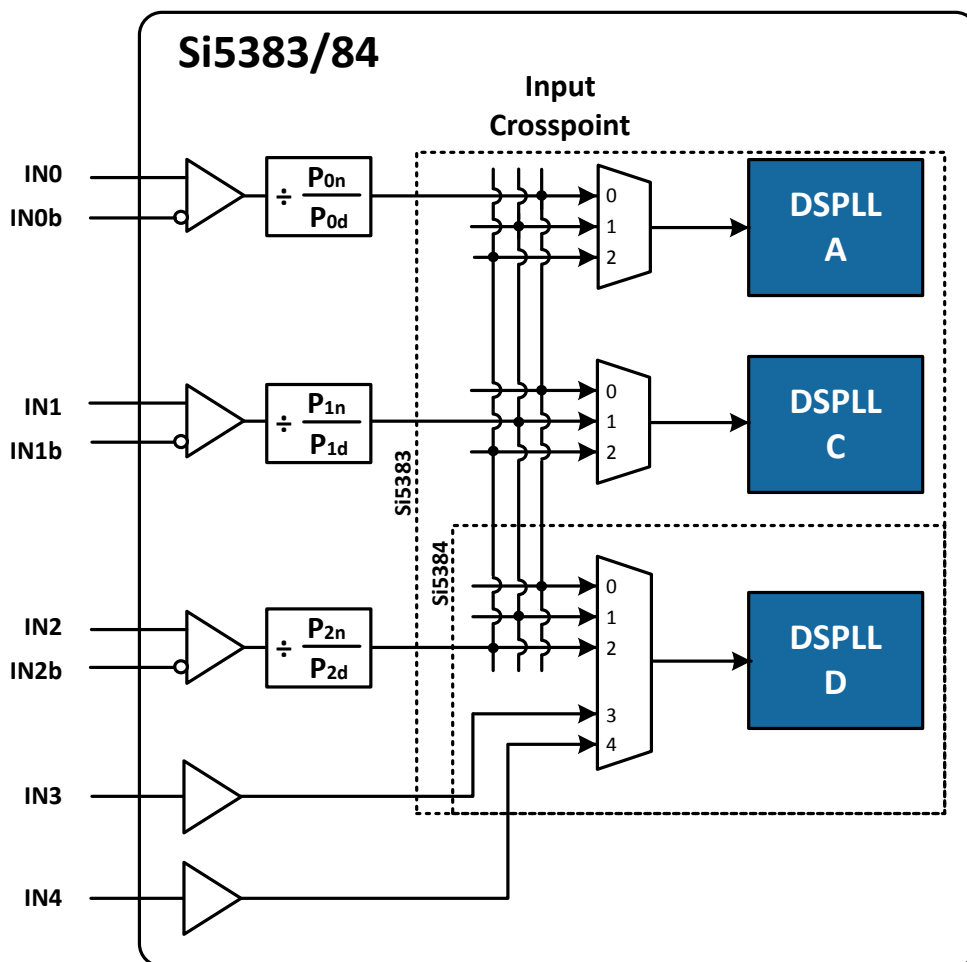 Si5383/84
Input
Crosspoint
IN0
IN0b
÷ P0n
P0d
0
1
2
DSPLL
A
IN1
IN1b
÷ P1n
P1d
0
1
2
DSPLL
C
Si5383
Si5384
IN2
IN2b
÷ P2n
P2d
0
1
2
3
4
DSPLL
D
IN3
IN4